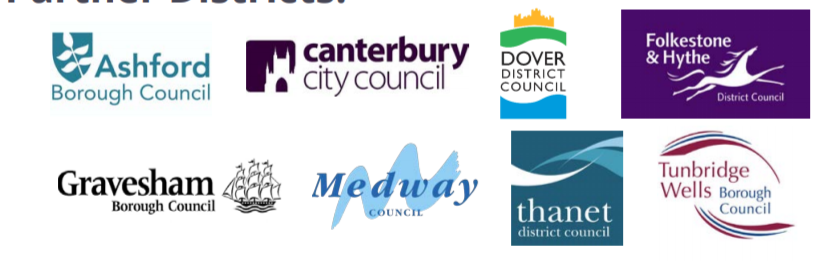 Partner Districts:
Ashford
Borough Council
canterbury
city council
DOVER
DISTRICT
COUNCIL
Folkestone
& Hythe
District Council
Gravesham
Borough Council
Medway
COUNCIL
thanet
district council
Tunbridge
Wells Borough
Council